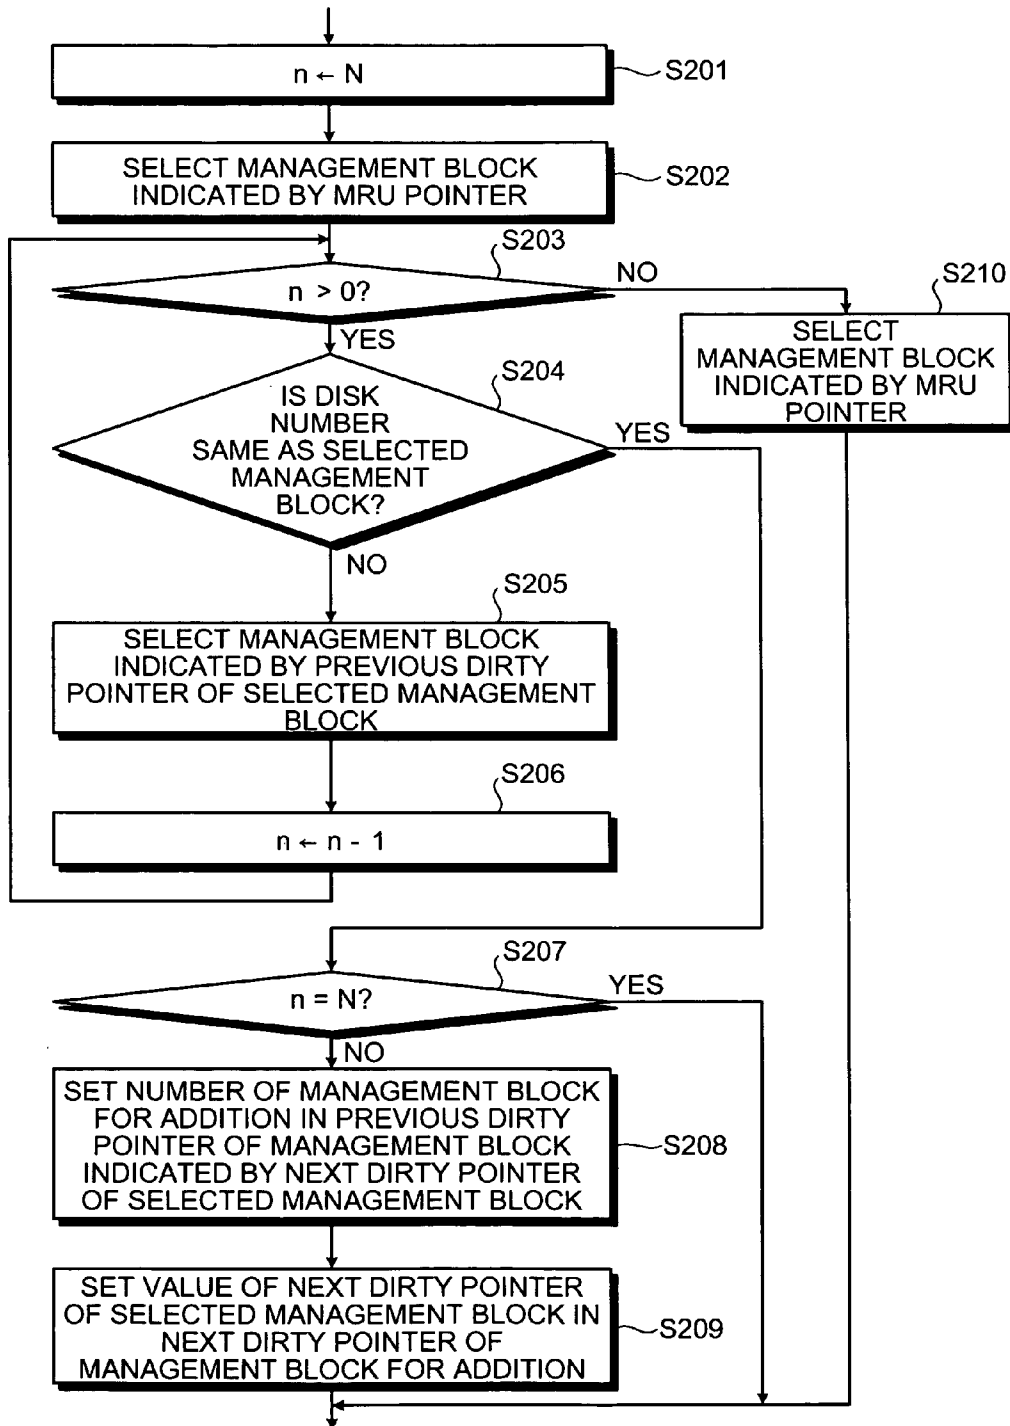 n ← N
S201
SELECT MANAGEMENT BLOCK
INDICATED BY MRU POINTER
S202
S203
n > 0?
NO
S210
YES
SELECT
MANAGEMENT BLOCK
INDICATED BY MRU
POINTER
S204
IS DISK
NUMBER
SAME AS SELECTED
MANAGEMENT
BLOCK?
YES
NO
S205
SELECT MANAGEMENT BLOCK
INDICATED BY PREVIOUS DIRTY
POINTER OF SELECTED MANAGEMENT
BLOCK
S206
n ← n - 1
S207
n = N?
YES
NO
SET NUMBER OF MANAGEMENT BLOCK
FOR ADDITION IN PREVIOUS DIRTY
POINTER OF MANAGEMENT BLOCK
INDICATED BY NEXT DIRTY POINTER
OF SELECTED MANAGEMENT BLOCK
S208
SET VALUE OF NEXT DIRTY POINTER
OF SELECTED MANAGEMENT BLOCK IN
NEXT DIRTY POINTER OF
MANAGEMENT BLOCK FOR ADDITION
S209